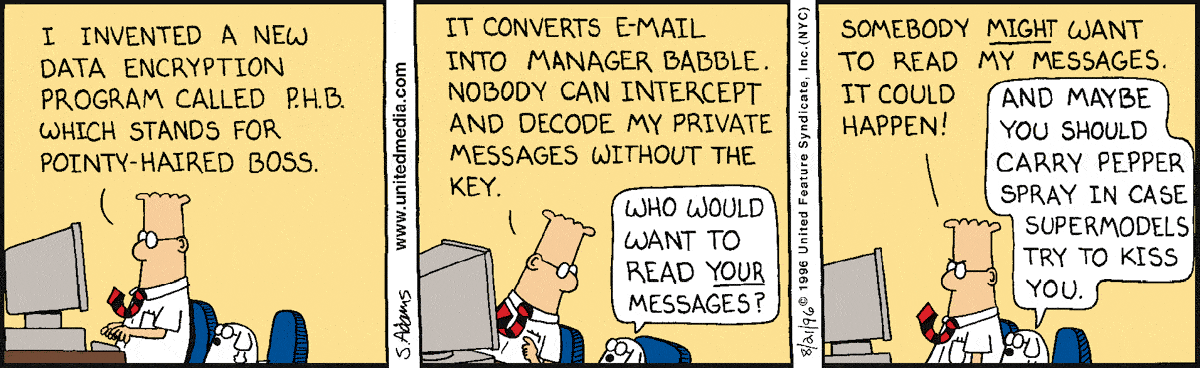 I INVENTED A NEW
DATA ENCRYPTION
PROGRAM CALLED P.H.B.
WHICH STANDS FOR
POINTY-HAIRED BOSS.
S. Adams
www.unitedmedia.com
IT CONVERTS E-MAIL
INTO MANAGER BABBLE.
NOBODY CAN INTERCEPT
AND DECODE MY PRIVATE
MESSAGES WITHOUT THE
KEY.
WHO WOULD
WANT TO
READ YOUR
MESSAGES?
8/21/96 © 1996 United Feature Syndicate, Inc.(NYC)
SOMEBODY MIGHT WANT
TO READ MY MESSAGES.
IT COULD
HAPPEN!
AND MAYBE
YOU SHOULD
CARRY PEPPER
SPRAY IN CASE
SUPERMODELS
TRY TO KISS
YOU.